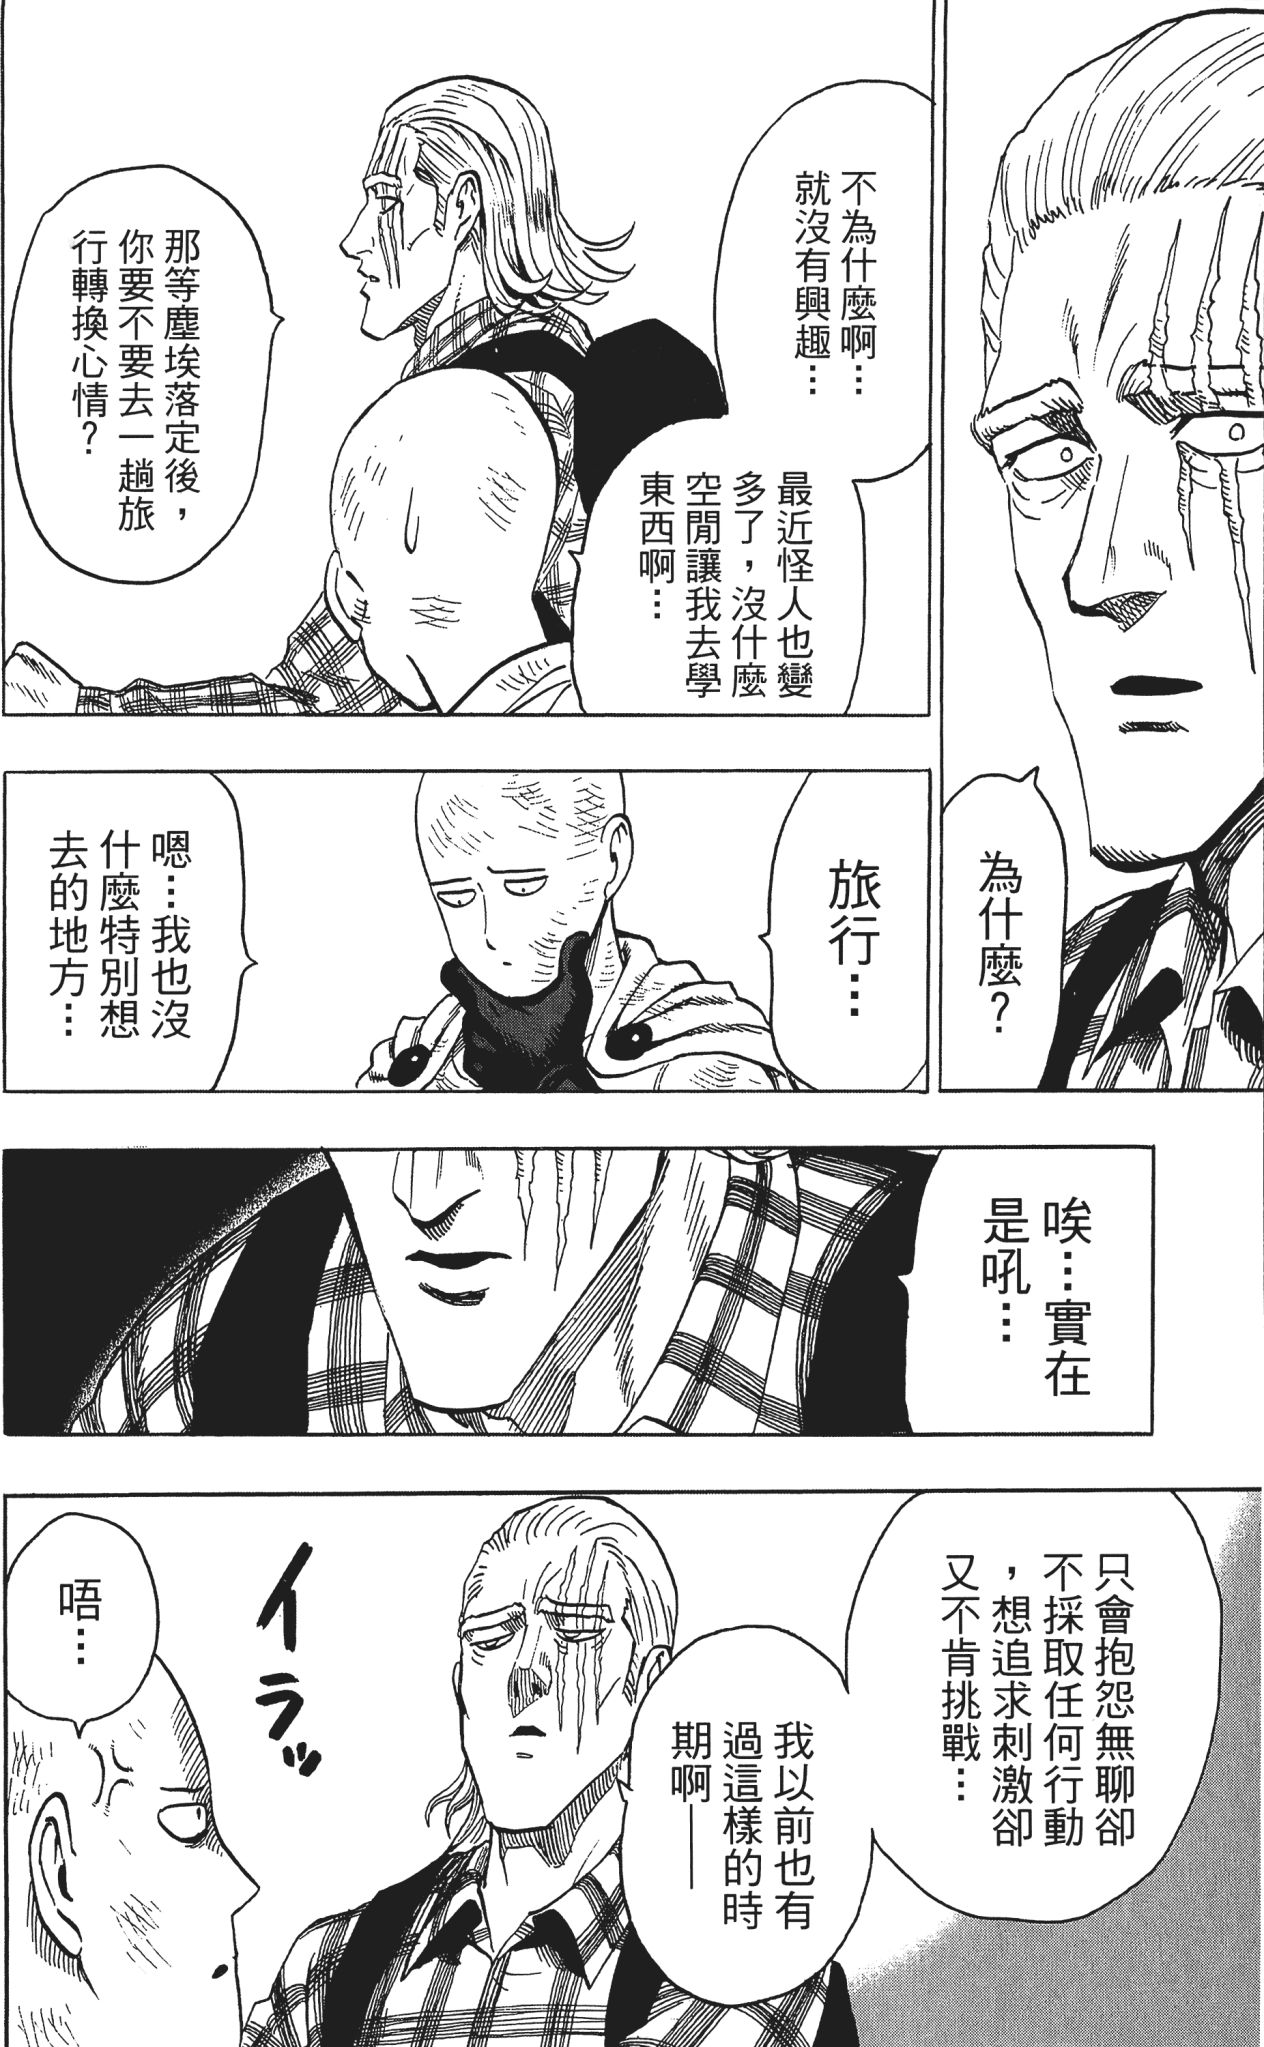 為什麼？
不為什麼啊…
就沒有興趣…
最近怪人也變
多了，沒什麼
空閒讓我去學
東西啊…
那等塵埃落定後，
你要不要去一趟旅
行轉換心情？
旅行…
嗯…我也沒
什麼特別想
去的地方…
唉…實在
是吼…
只會抱怨無聊卻
不採取任何行動
，想追求刺激卻
又不肯挑戰…
我以前也有
過這樣的時
期啊——
イラッ
唔…